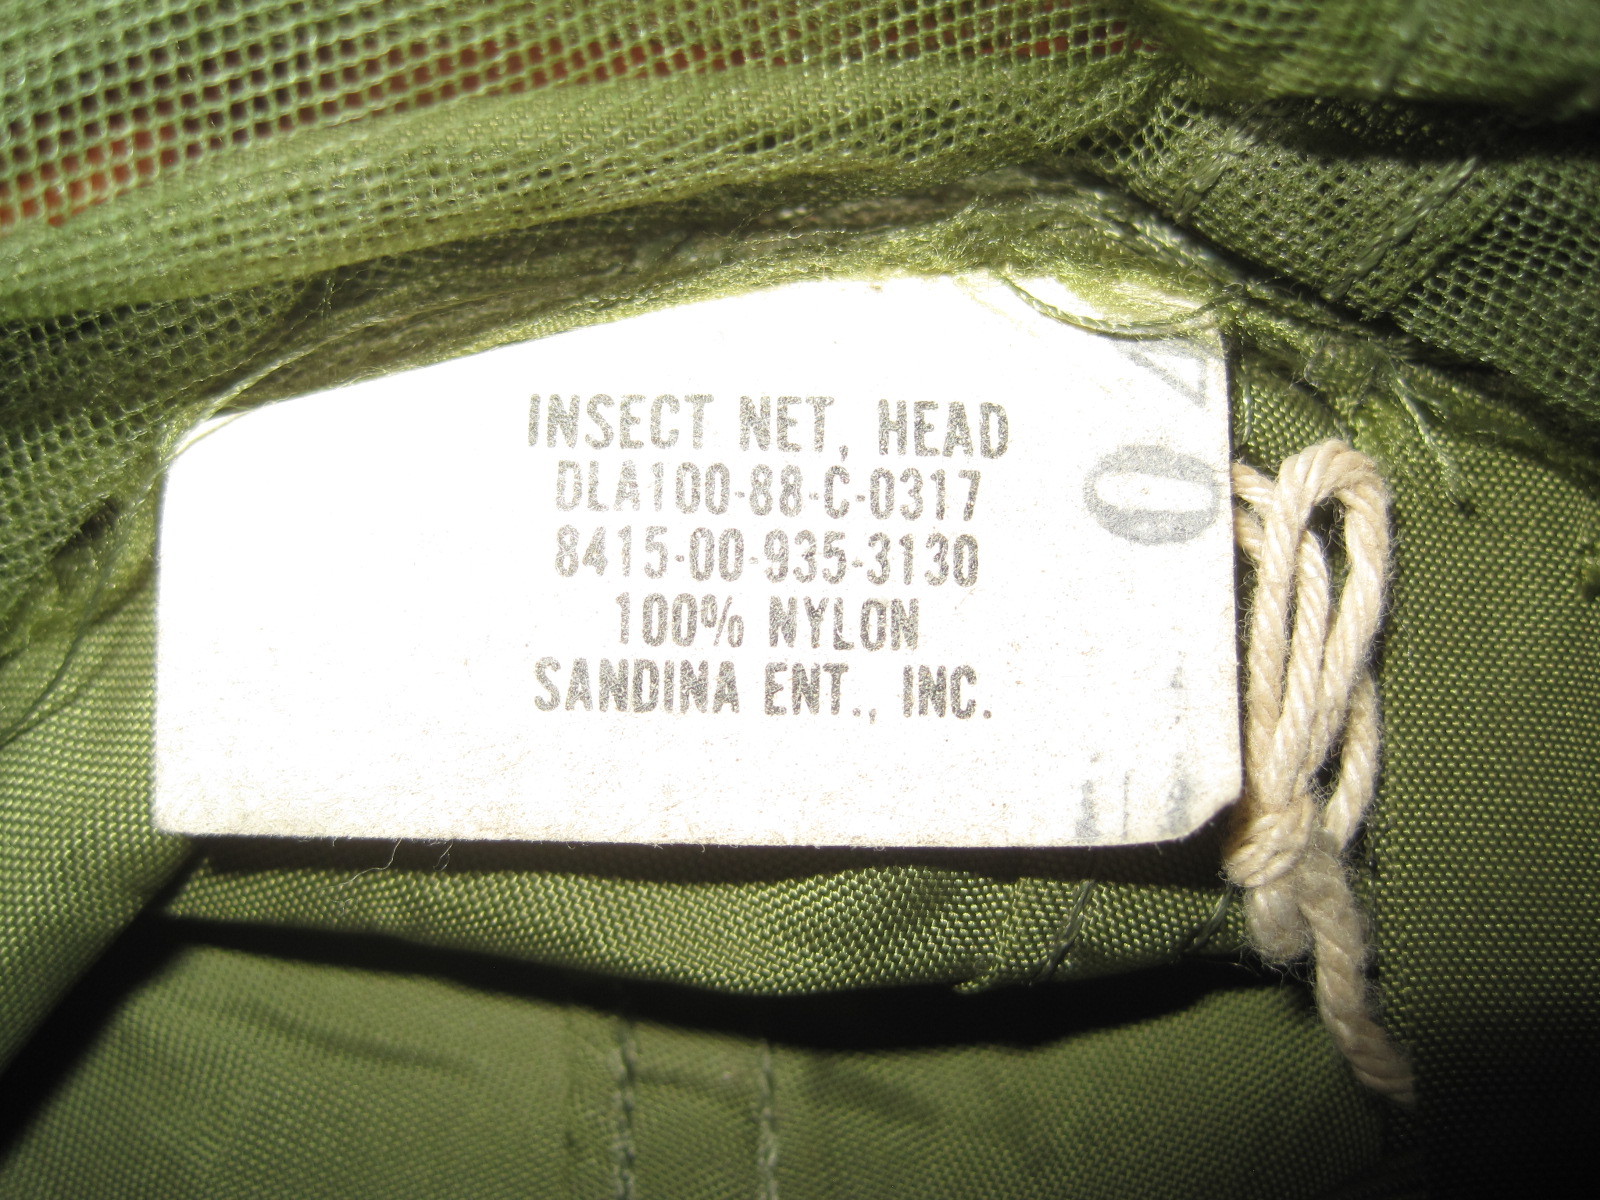 INSECT NET, HEAD
DLA100-88-C-0317
8415-00-935-3130
100% NYLON
SANDINA ENT., INC.